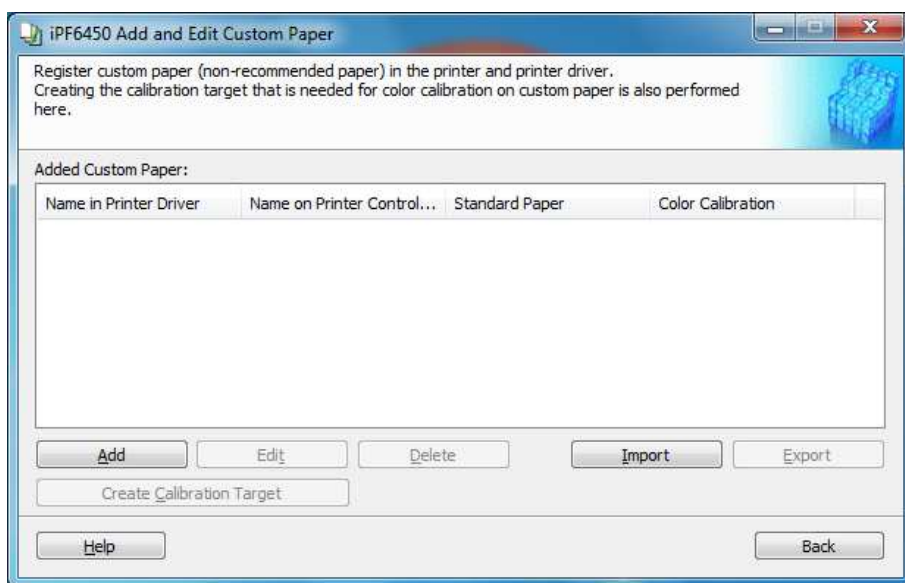 iPF6450 Add and Edit Custom Paper
Register custom paper (non-recommended paper) in the printer and printer driver.
Creating the calibration target that is needed for color calibration on custom paper is also performed
here.
Added Custom Paper:
Name in Printer Driver Name on Printer Control... Standard Paper Color Calibration
Add Edit Delete Import Export
Create Calibration Target
Help Back